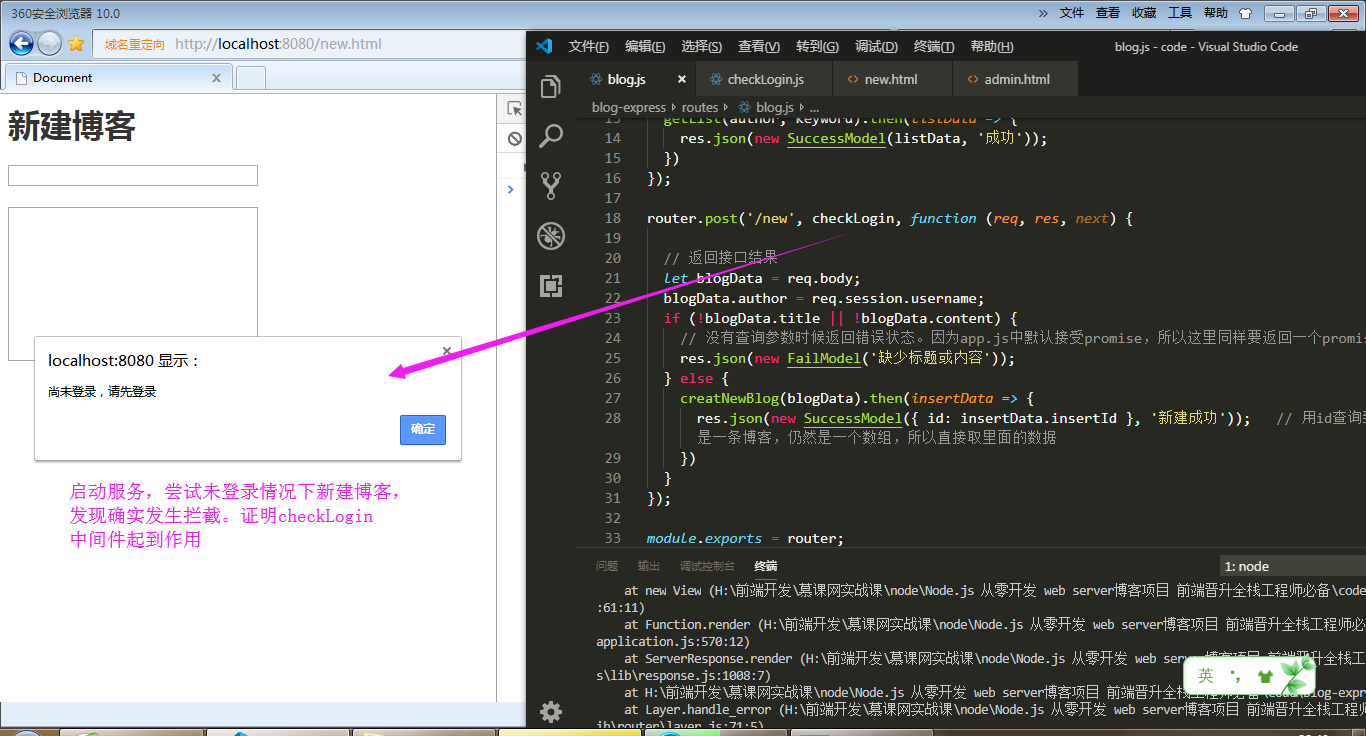 360安全浏览器 10.0
» 文件 查看 收藏 工具 帮助
域名重定向 http://localhost:8080/new.html
Document
新建博客
localhost:8080 显示：
尚未登录，请先登录
确定
启动服务，尝试未登录情况下新建博客，
发现确实发生拦截。证明checkLogin
中间件起到作用
文件(F) 编辑(E) 选择(S) 查看(V) 转到(G) 调试(D) 终端(T) 帮助(H) blog.js - code - Visual Studio Code
blog.js checkLogin.js new.html admin.html
blog-express routes blog.js ...
13 getList(author, keyword).then(listData => {
14 res.json(new SuccessModel(listData, '成功'));
15 })
16 });
17
18 router.post('/new', checkLogin, function (req, res, next) {
19
20 // 返回接口结果
21 let blogData = req.body;
22 blogData.author = req.session.username;
23 if (!blogData.title || !blogData.content) {
24 // 没有查询参数时候返回错误状态。因为app.js中默认接受promise，所以这里同样要返回一个promis
25 res.json(new FailModel('缺少标题或内容'));
26 } else {
27 creatNewBlog(blogData).then(insertData => {
28 res.json(new SuccessModel({ id: insertData.insertId }, '新建成功')); // 用id查询到
是一条博客，仍然是一个数组，所以直接取里面的数据
29 })
30 }
31 });
32
33 module.exports = router;
问题 输出 调试控制台 终端 1: node
at new View (H:\前端开发\慕课网实战课\node\Node.js 从零开发 web server博客项目 前端晋升全栈工程师必备\code
:61:11)
at Function.render (H:\前端开发\慕课网实战课\node\Node.js 从零开发 web server博客项目 前端晋升全栈工程师必
application.js:570:12)
at ServerResponse.render (H:\前端开发\慕课网实战课\node\Node.js 从零开发 web server博客项目 前端晋升全栈工
s\lib\response.js:1008:7)
at H:\前端开发\慕课网实战课\node\Node.js 从零开发 web server博客项目 前端晋升全栈工程师必备\code\blog-expr
at Layer.handle_error (H:\前端开发\慕课网实战课\node\Node.js 从零开发 web server博客项目 前端晋升全栈工程师
ib\router\layer.js:71:5)
英